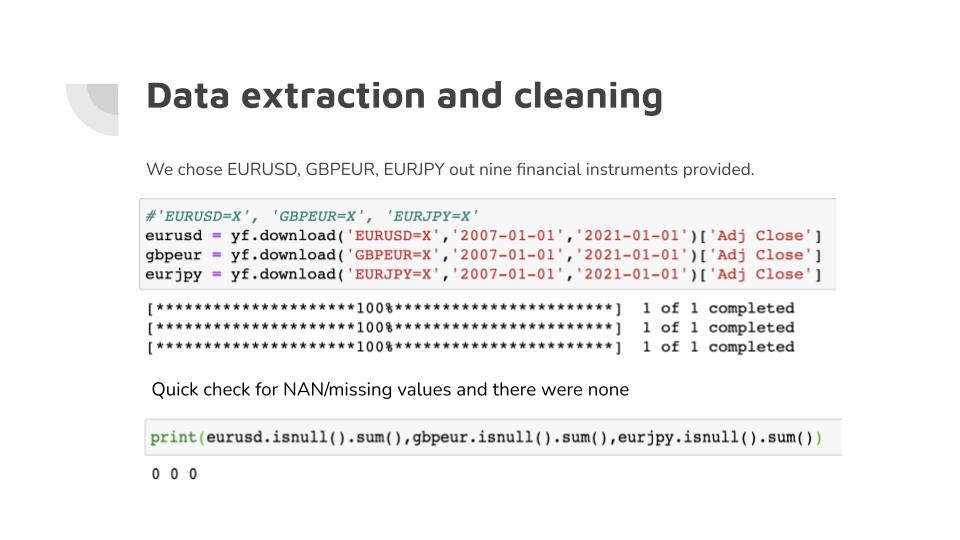 Data extraction and cleaning
We chose EURUSD, GBPEUR, EURJPY out nine financial instruments provided.
#'EURUSD=X', 'GBPEUR=X', 'EURJPY=X'
eurusd = yf.download('EURUSD=X','2007-01-01','2021-01-01')['Adj Close']
gbpeur = yf.download('GBPEUR=X','2007-01-01','2021-01-01')['Adj Close']
eurjpy = yf.download('EURJPY=X','2007-01-01','2021-01-01')['Adj Close']
[*********************100%***********************]  1 of 1 completed
[*********************100%***********************]  1 of 1 completed
[*********************100%***********************]  1 of 1 completed
Quick check for NAN/missing values and there were none
print(eurusd.isnull().sum(),gbpeur.isnull().sum(),eurjpy.isnull().sum())
0 0 0